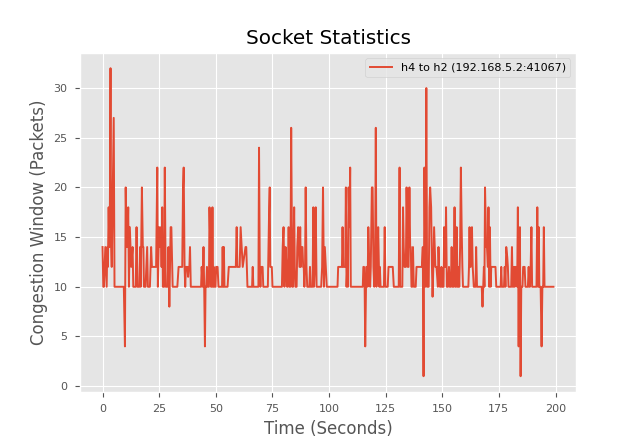 Socket Statistics
h4 to h2 (192.168.5.2:41067)
Congestion Window (Packets)
30
25
20
15
10
5
0
0 25 50 75 100 125 150 175 200
Time (Seconds)